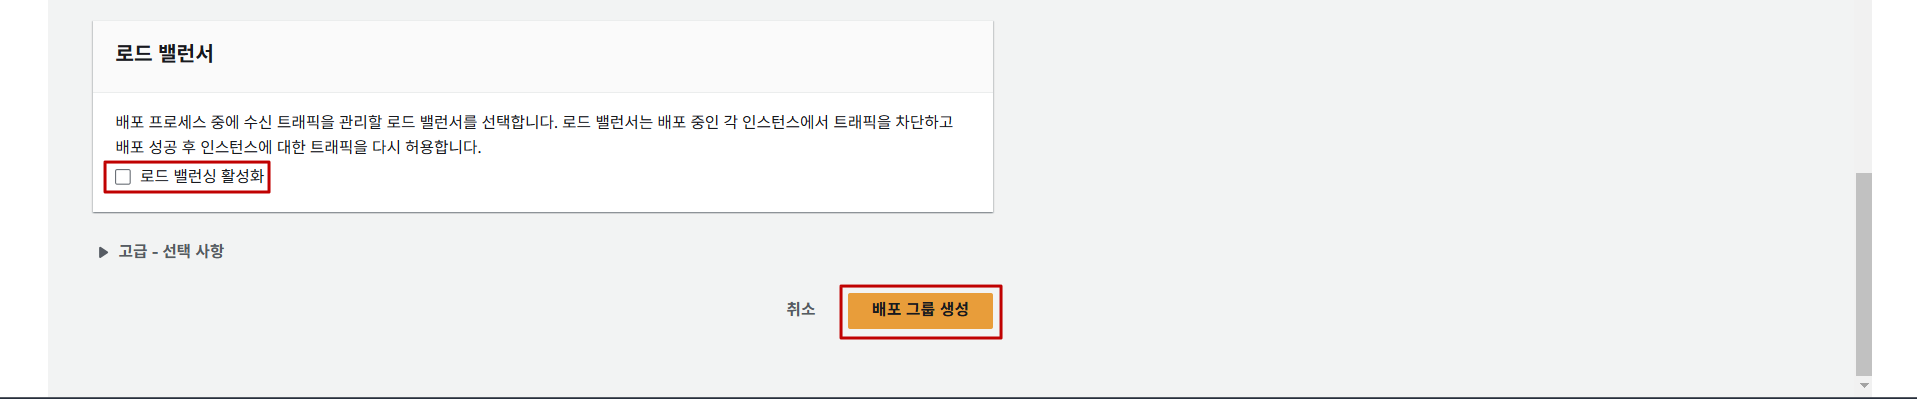 로드 밸런서
배포 프로세스 중에 수신 트래픽을 관리할 로드 밸런서를 선택합니다. 로드 밸런서는 배포 중인 각 인스턴스에서 트래픽을 차단하고
배포 성공 후 인스턴스에 대한 트래픽을 다시 허용합니다.
로드 밸런싱 활성화
고급 - 선택 사항
취소
배포 그룹 생성